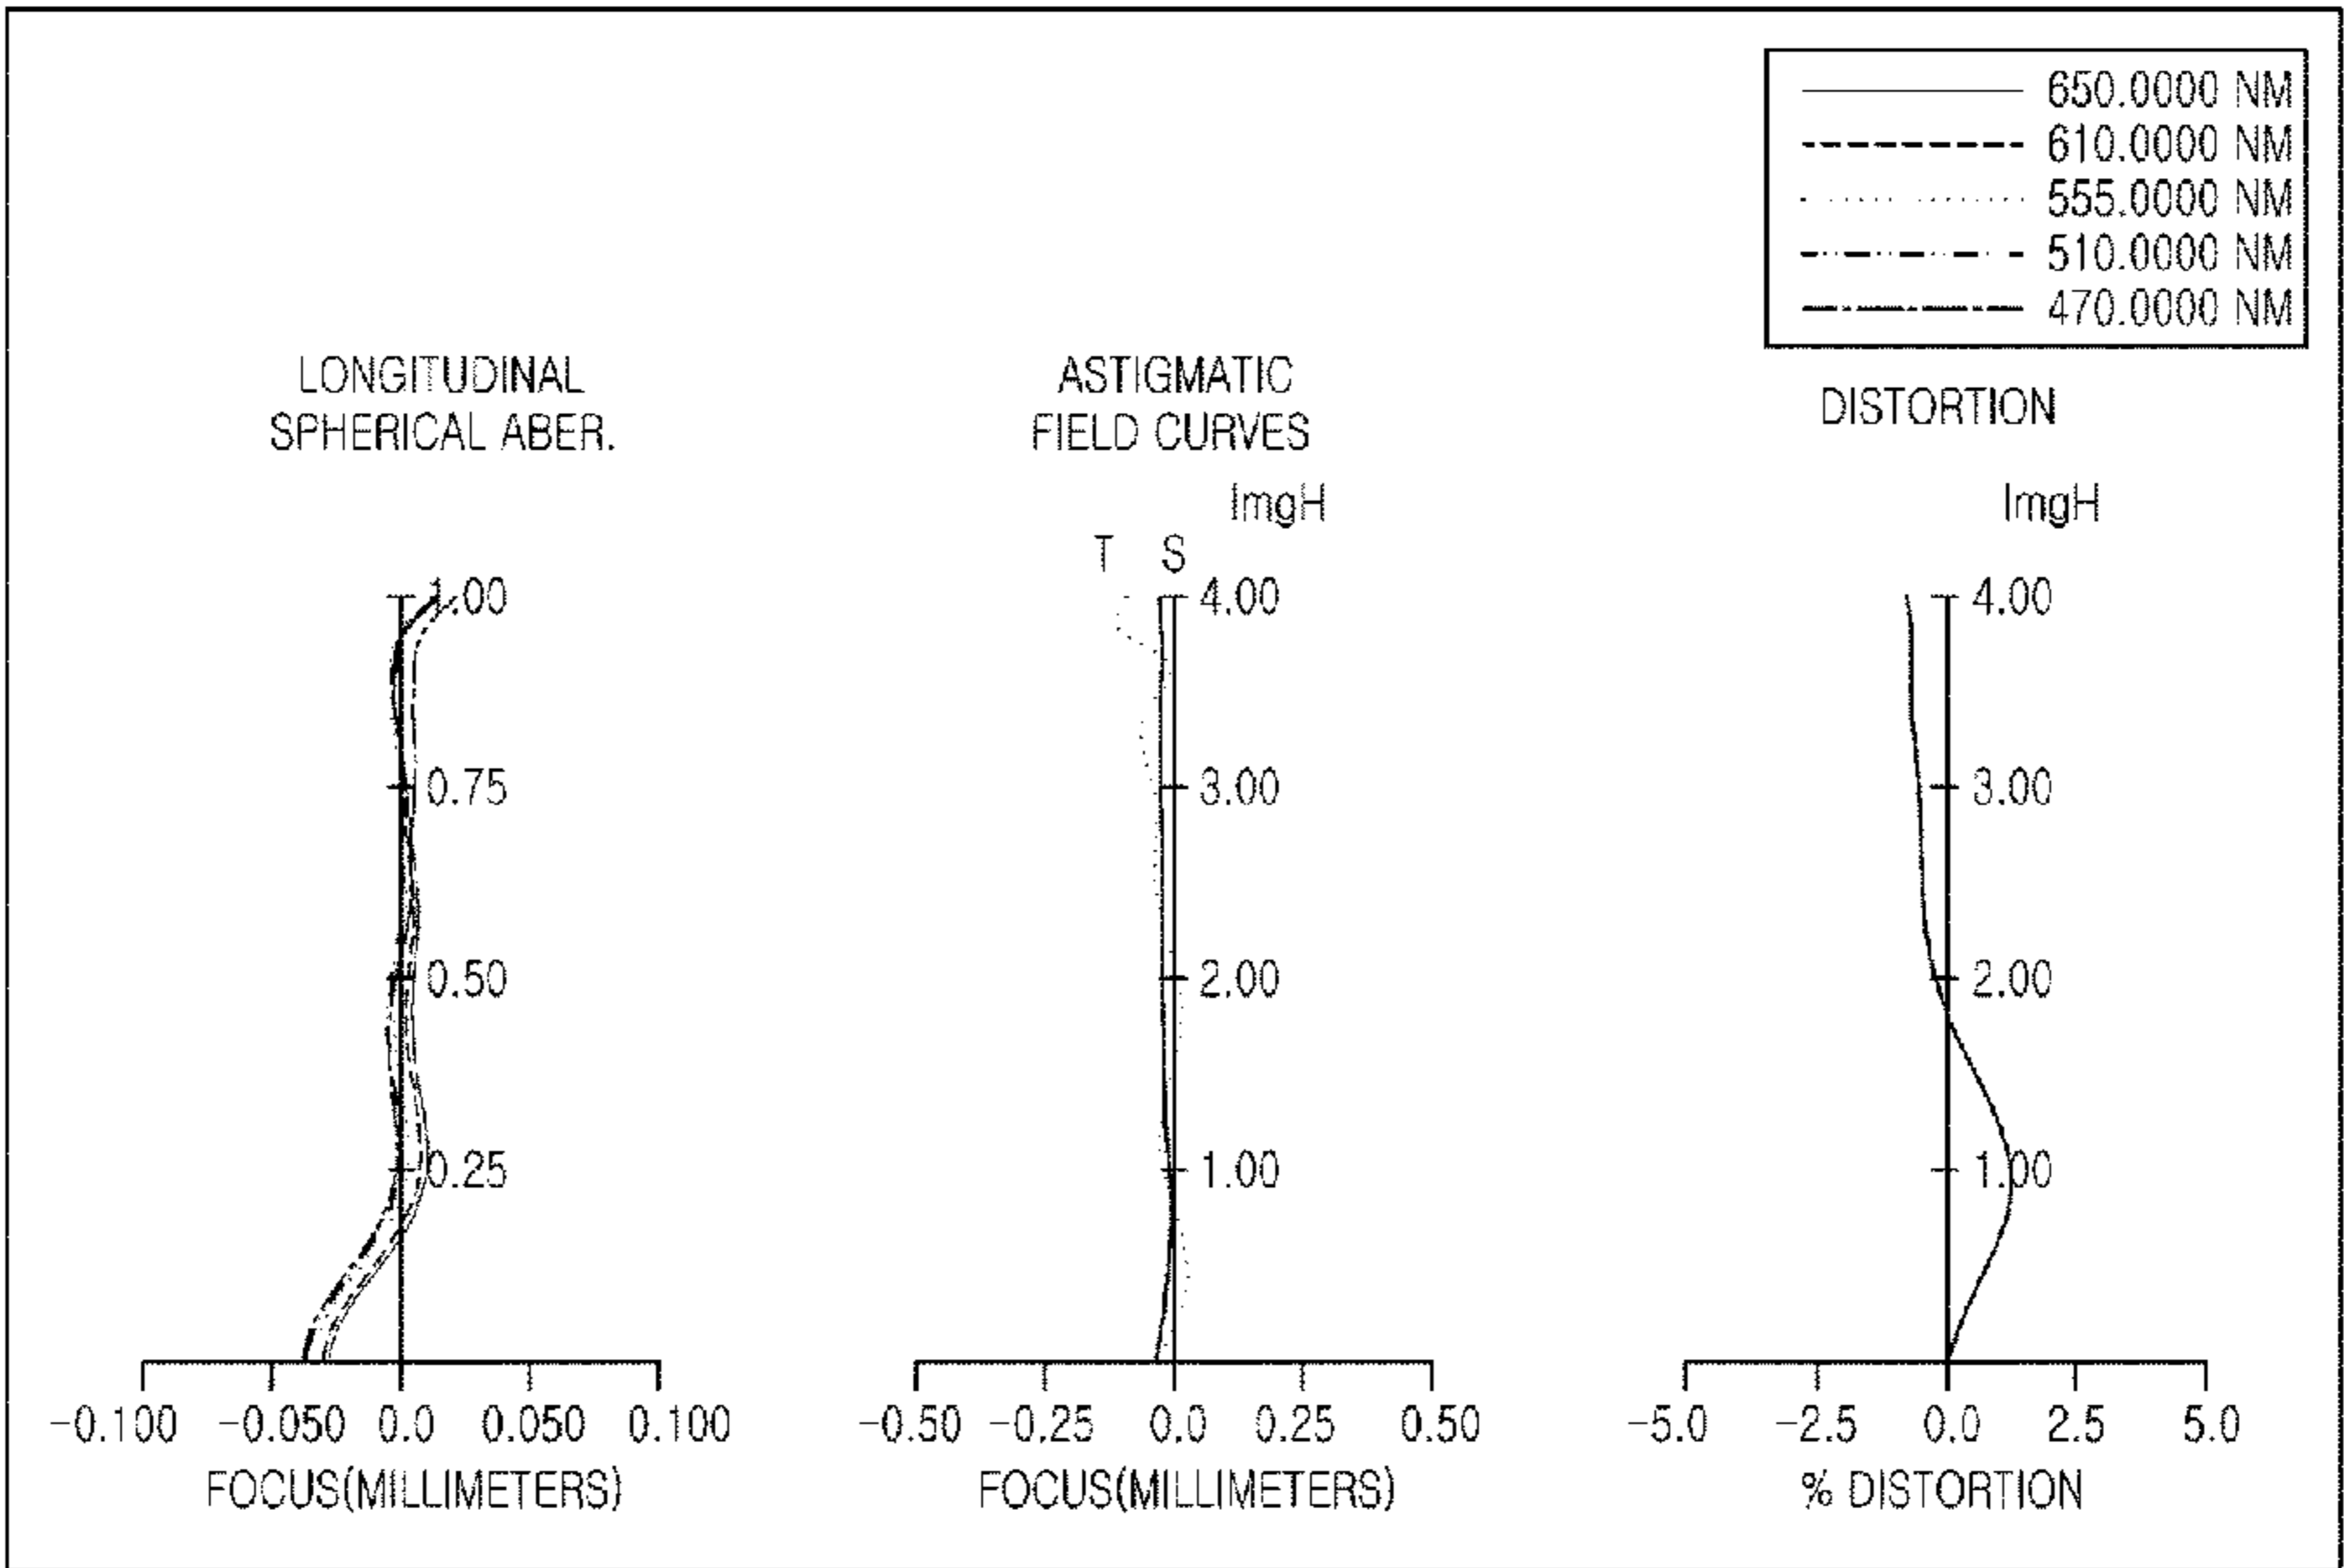 650.0000 NM
610.0000 NM
555.0000 NM
510.0000 NM
470.0000 NM
LONGITUDINAL
SPHERICAL ABER.
1.00
0.75
0.50
0.25
-0.100 -0.050 0.0 0.050 0.100
FOCUS(MILLIMETERS)
ASTIGMATIC
FIELD CURVES
ImgH
T S
4.00
3.00
2.00
1.00
-0.50 -0.25 0.0 0.25 0.50
FOCUS(MILLIMETERS)
DISTORTION
ImgH
4.00
3.00
2.00
1.00
-5.0 -2.5 0.0 2.5 5.0
% DISTORTION